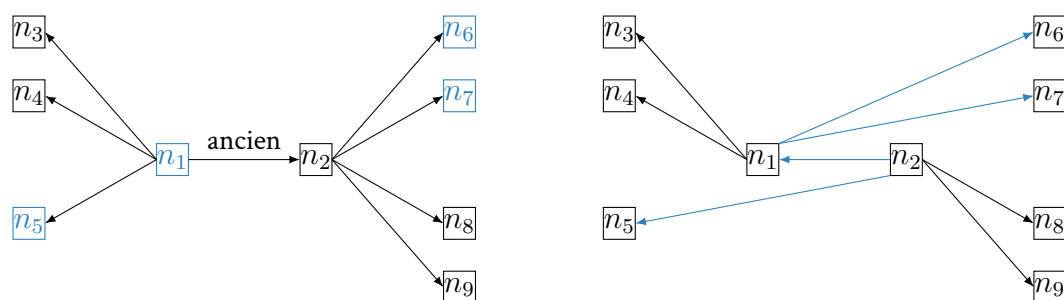 n₃ n₆ n₃ n₆
n₄ n₇ n₄ n₇
ancien
n₁ n₂ n₁ n₂
n₅ n₈ n₅ n₈
n₉ n₉